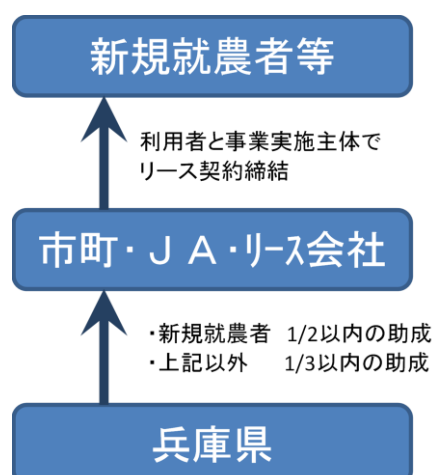 新規就農者等
利用者と事業実施主体で
リース契約締結
市町・ＪＡ・ﾘｰｽ会社
・新規就農者 1/2以内の助成
・上記以外 1/3以内の助成
兵庫県